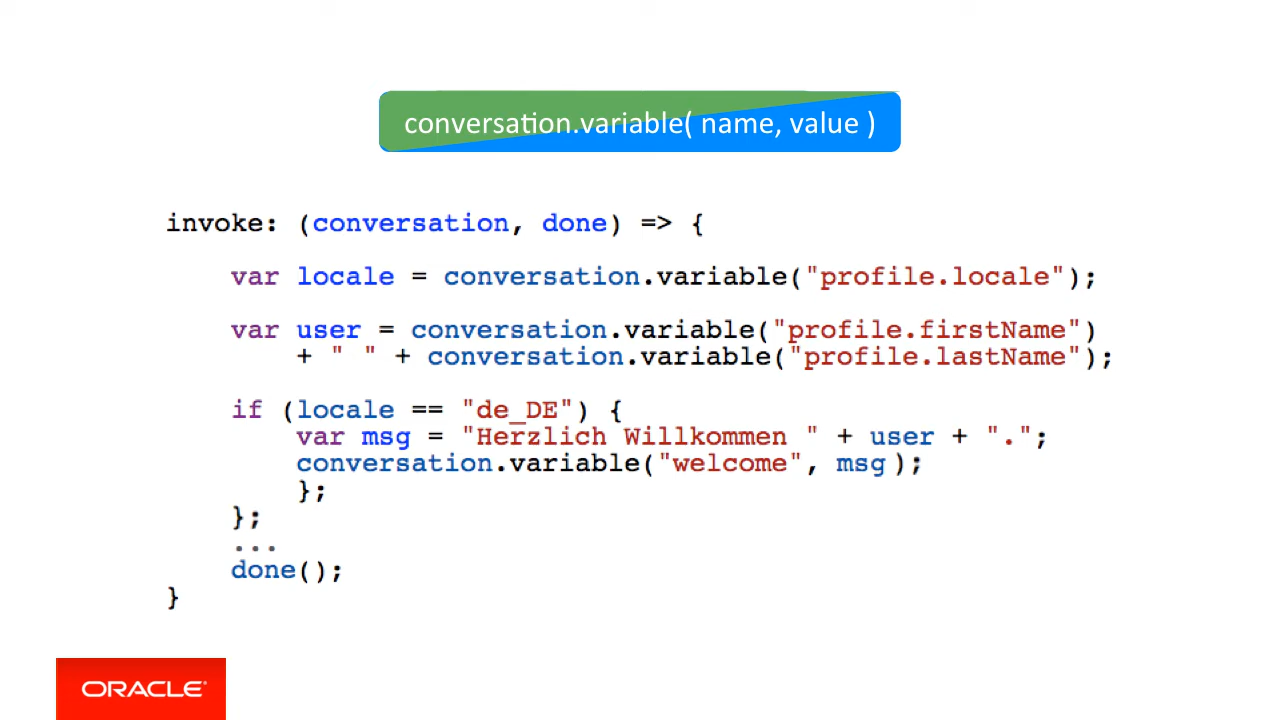 conversation.variable( name, value )
invoke: (conversation, done) => {
var locale = conversation.variable("profile.locale");
var user = conversation.variable("profile.firstName")
+ " " + conversation.variable("profile.lastName");
if (locale == "de_DE") {
var msg = "Herzlich Willkommen " + user + ".";
conversation.variable("welcome", msg );
};
};
...
done();
}
ORACLE®